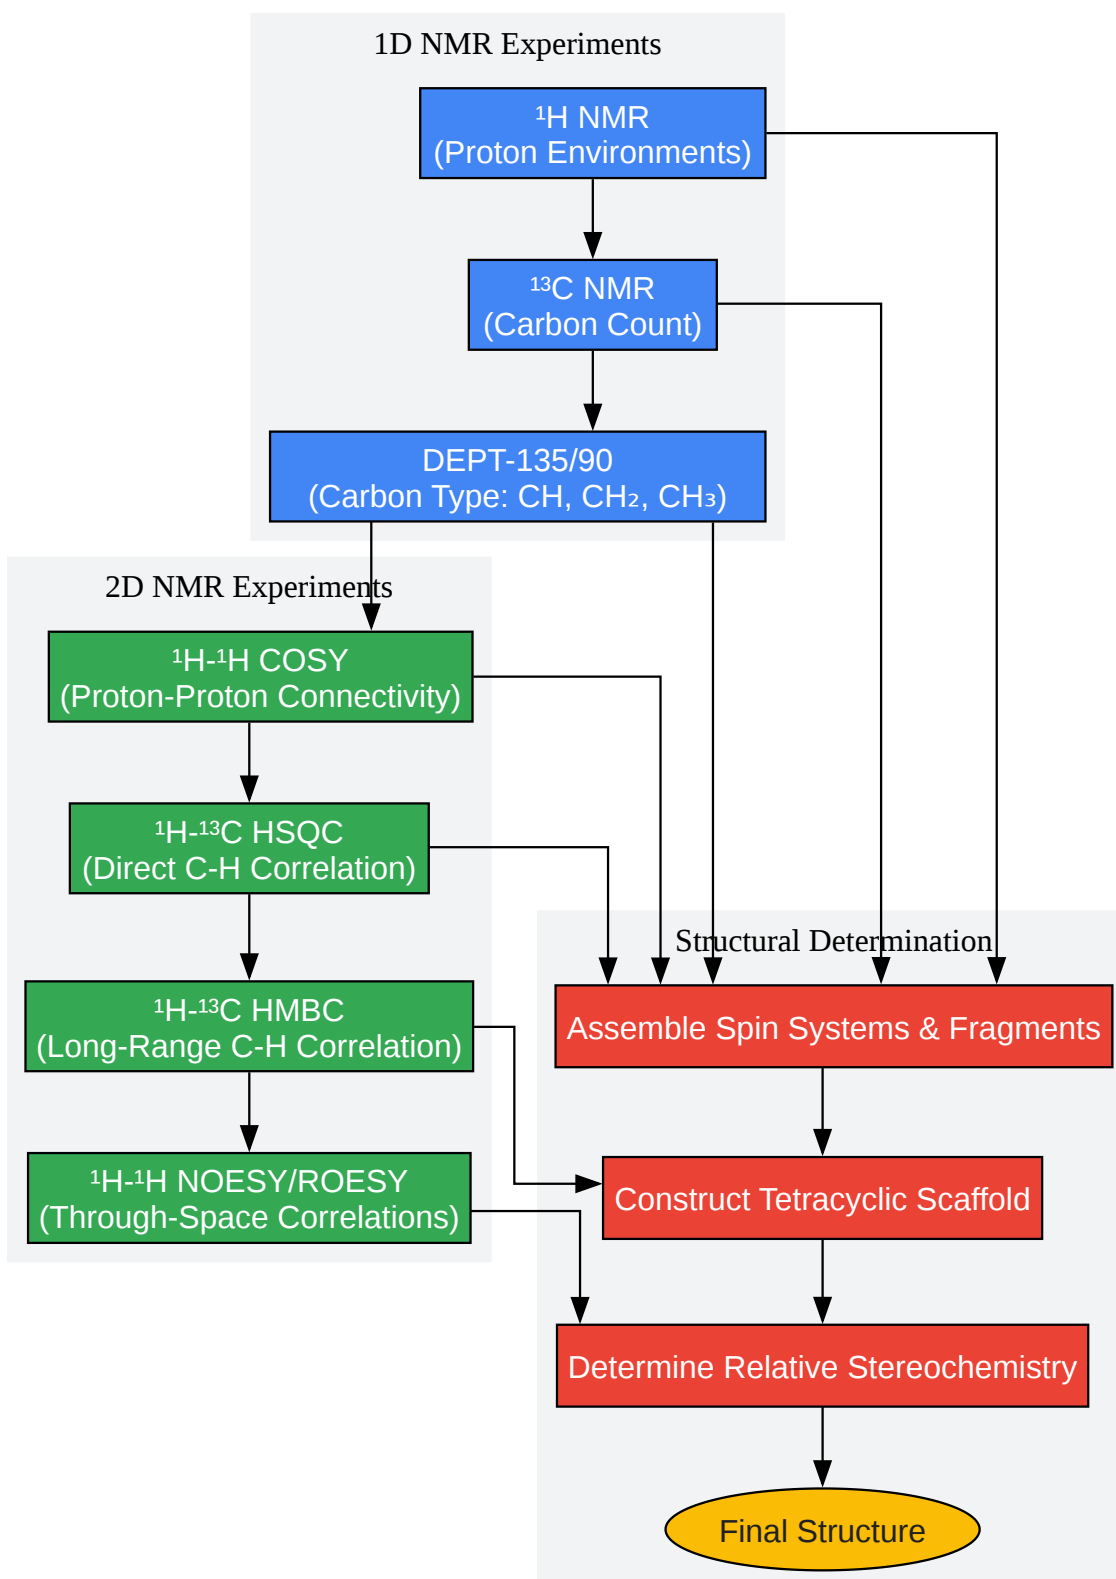 1D NMR Experiments
¹H NMR
(Proton Environments)
¹³C NMR
(Carbon Count)
DEPT-135/90
(Carbon Type: CH, CH₂, CH₃)
2D NMR Experiments
¹H-¹H COSY
(Proton-Proton Connectivity)
¹H-¹³C HSQC
(Direct C-H Correlation)
¹H-¹³C HMBC
(Long-Range C-H Correlation)
¹H-¹H NOESY/ROESY
(Through-Space Correlations)
Structural Determination
Assemble Spin Systems & Fragments
Construct Tetracyclic Scaffold
Determine Relative Stereochemistry
Final Structure